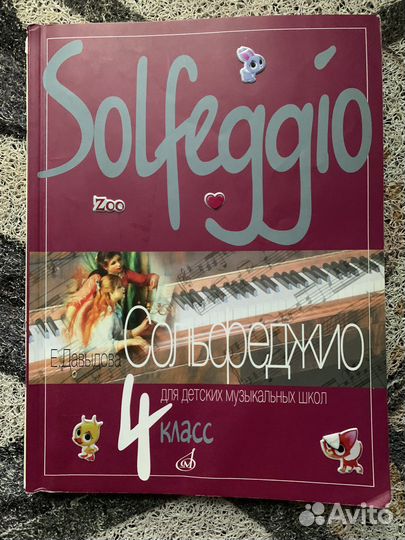 Solfeggio
Zoo
Е.Давыдова
Сольфеджио
для детских музыкальных школ
4 класс
Avito